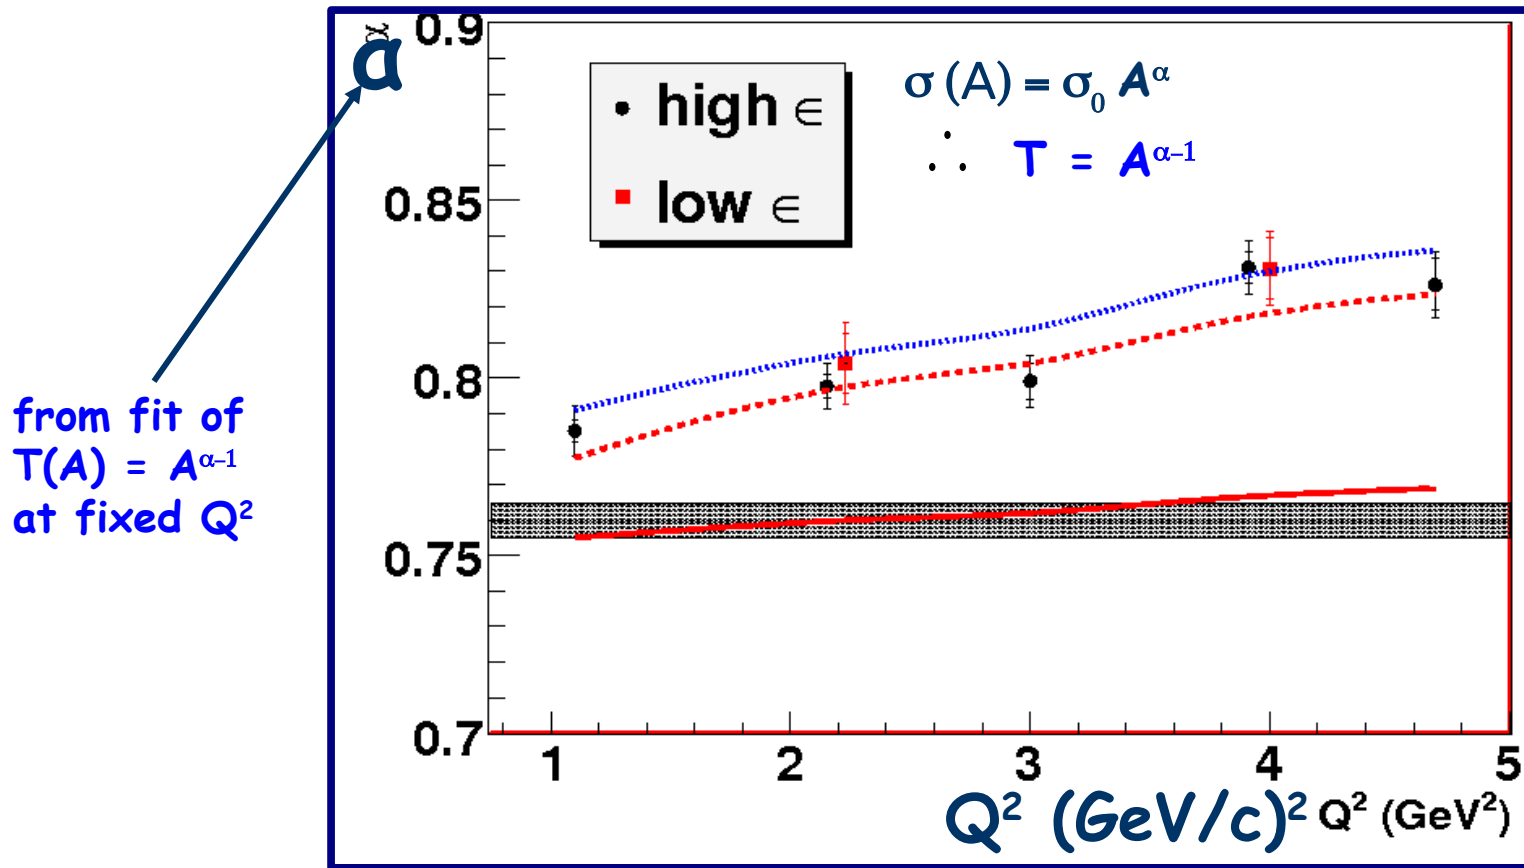 α
α
0.9
0.85
0.8
0.75
0.7
high ∈
low ∈
σ (A) = σ₀ A^α
∴ T = A^α-1
from fit of
T(A) = A^α-1
at fixed Q²
1 2 3 4 5
Q² (GeV/c)² Q² (GeV²)